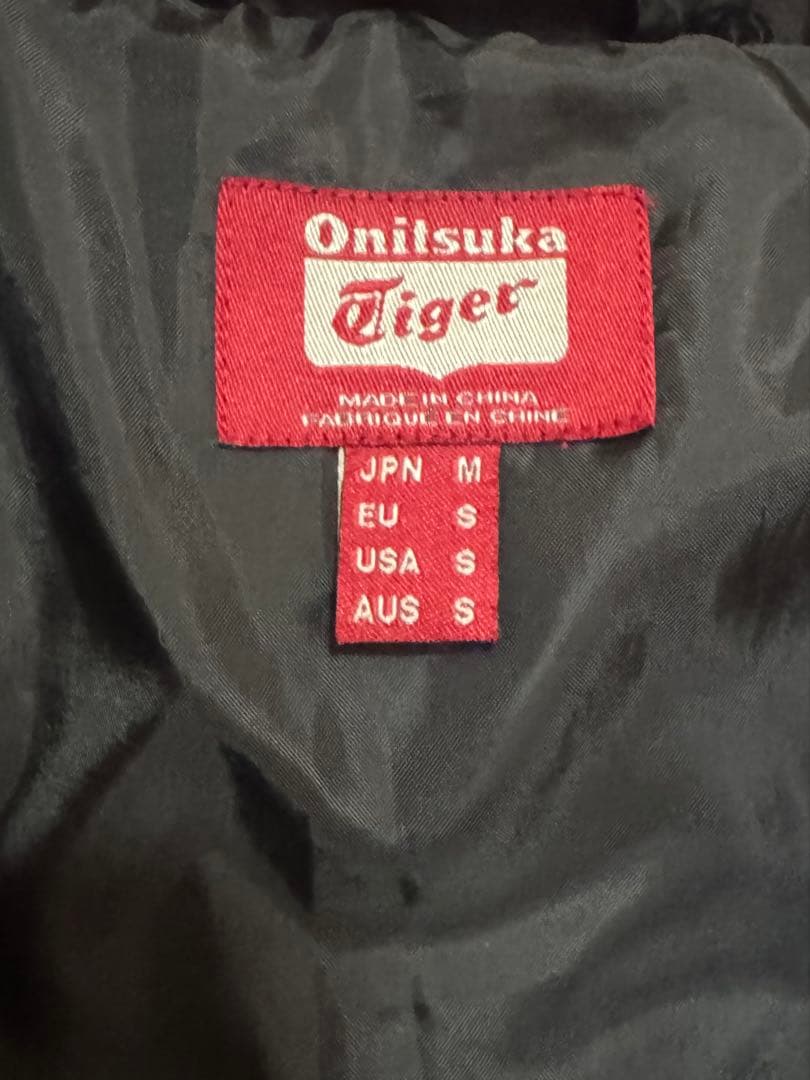 Onitsuka
Tiger
MADE IN CHINA
FABRIQUE EN CHINE
JPN M
EU S
USA S
AUS S